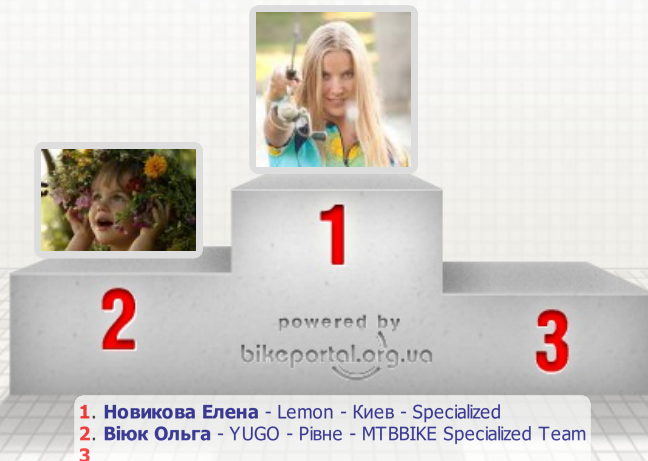 1
2
3
powered by
bikeportal.org.ua
1. Новикова Елена - Lemon - Киев - Specialized
2. Віюк Ольга - YUGO - Рівне - MTBBIKE Specialized Team
3